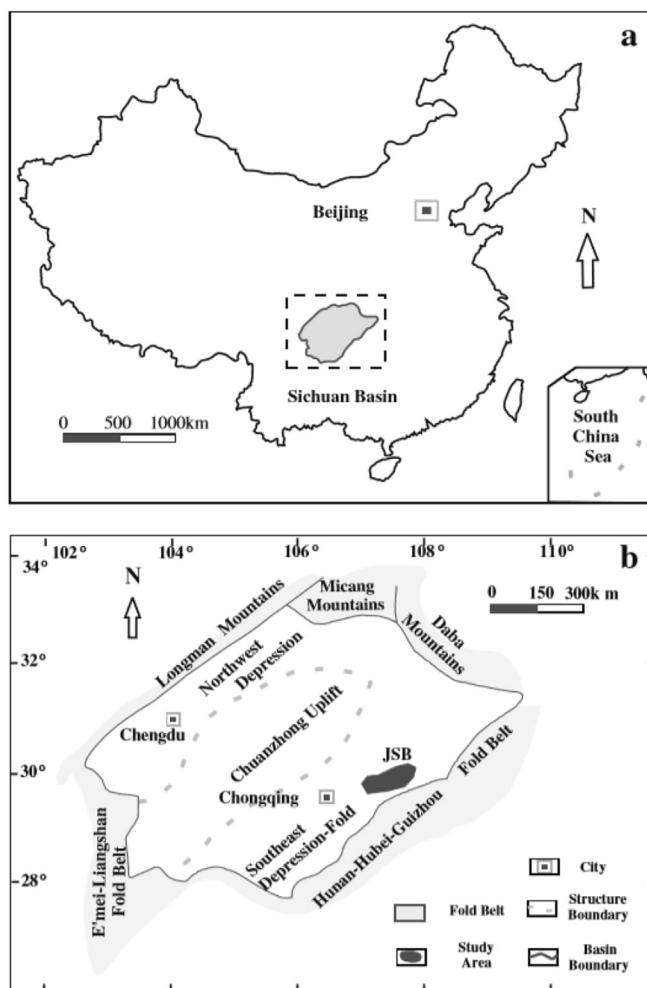 a
Beijing
N
Sichuan Basin
0 500 1000km
South
China
Sea
b
34° 102° 104° 106° 108° 110°
N
Micang
Mountains
0 150 300k m
Longman Mountains
Daba
Mountains
Northwest
Depression
32°
Chengdu
Chuanzhong Uplift
JSB
Fold Belt
30°
Chongqing
Southeast
Depression-Fold
Hunan-Hubei-Guizhou
E'mei-Liangshan
Fold Belt
28°
City
Fold Belt
Structure
Boundary
Study
Area
Basin
Boundary